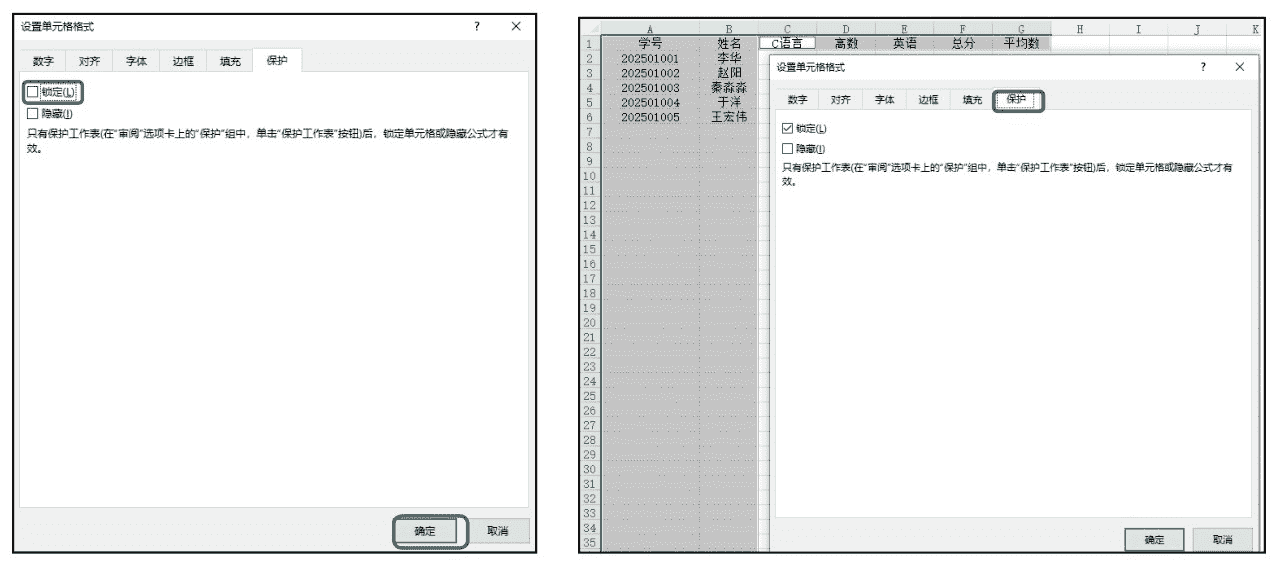 设置单元格格式 ? ×
数字 对齐 字体 边框 填充 保护
锁定(L)
隐藏(I)
只有保护工作表(在“审阅”选项卡上的“保护”组中，单击“保护工作表”按钮)后，锁定单元格或隐藏公式才有
效。
确定 取消
A B C D E F G H I J K
1 学号 姓名 C语言 高数 英语 总分 平均数
2 202501001 李华
3 202501002 赵阳
4 202501003 秦淼淼
5 202501004 于洋
6 202501005 王宏伟
7
8
9
10
11
12
13
14
15
16
17
18
19
20
21
22
23
24
25
26
27
28
29
30
31
32
33
34
35
设置单元格格式 ? ×
数字 对齐 字体 边框 填充 保护
锁定(L)
隐藏(I)
只有保护工作表(在“审阅”选项卡上的“保护”组中，单击“保护工作表”按钮)后，锁定单元格或隐藏公式才有
效。
确定 取消